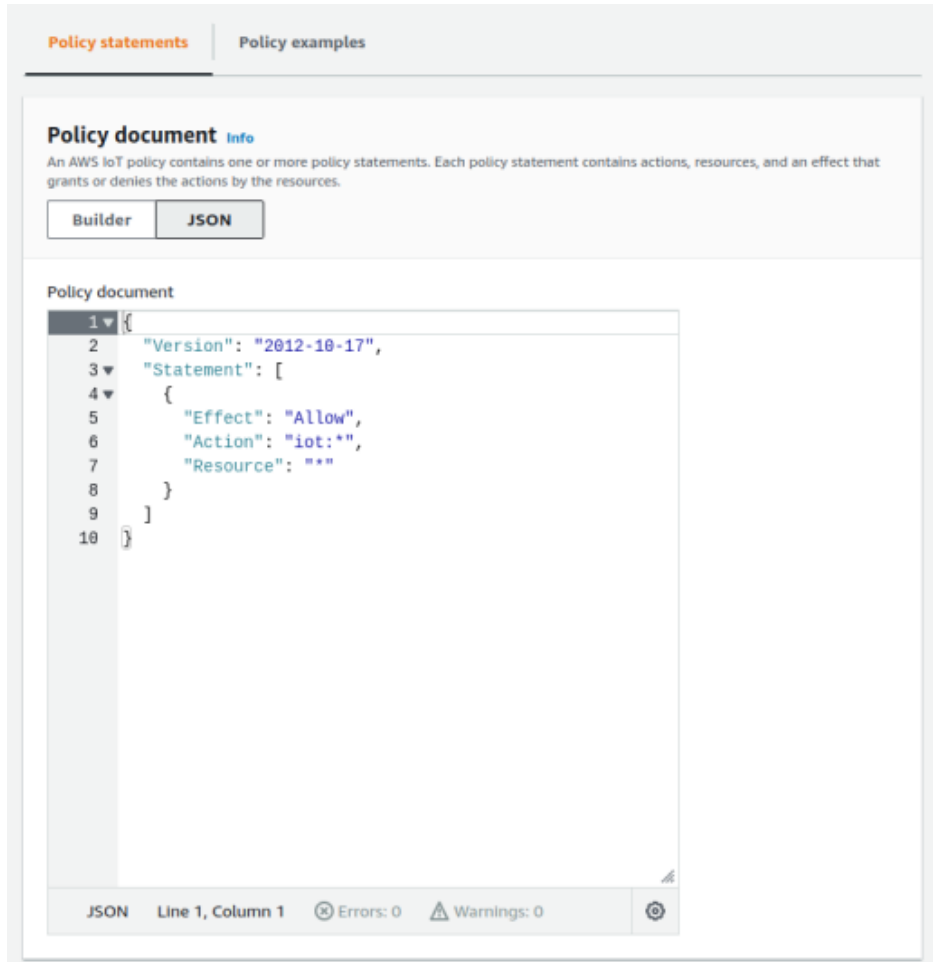 Policy statements Policy examples
Policy document Info
An AWS IoT policy contains one or more policy statements. Each policy statement contains actions, resources, and an effect that
grants or denies the actions by the resources.
Builder JSON
Policy document
1 {
2 "Version": "2012-10-17",
3 "Statement": [
4 {
5 "Effect": "Allow",
6 "Action": "iot:*",
7 "Resource": "*"
8 }
9 ]
10 }
JSON Line 1, Column 1 Errors: 0 Warnings: 0